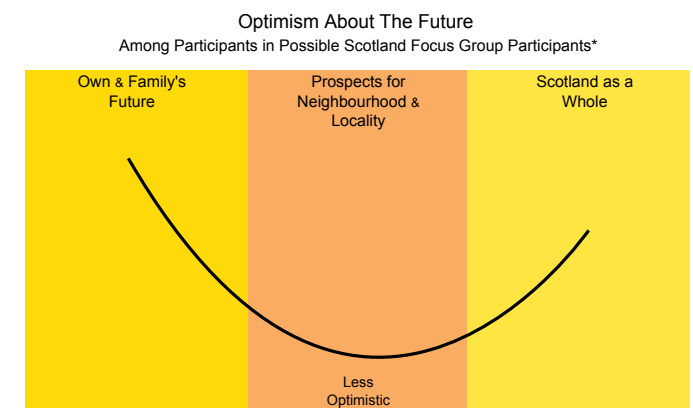 Optimism About The Future
Among Participants in Possible Scotland Focus Group Participants*
Own & Family's
Future
Prospects for
Neighbourhood &
Locality
Scotland as a
Whole
Less
Optimistic